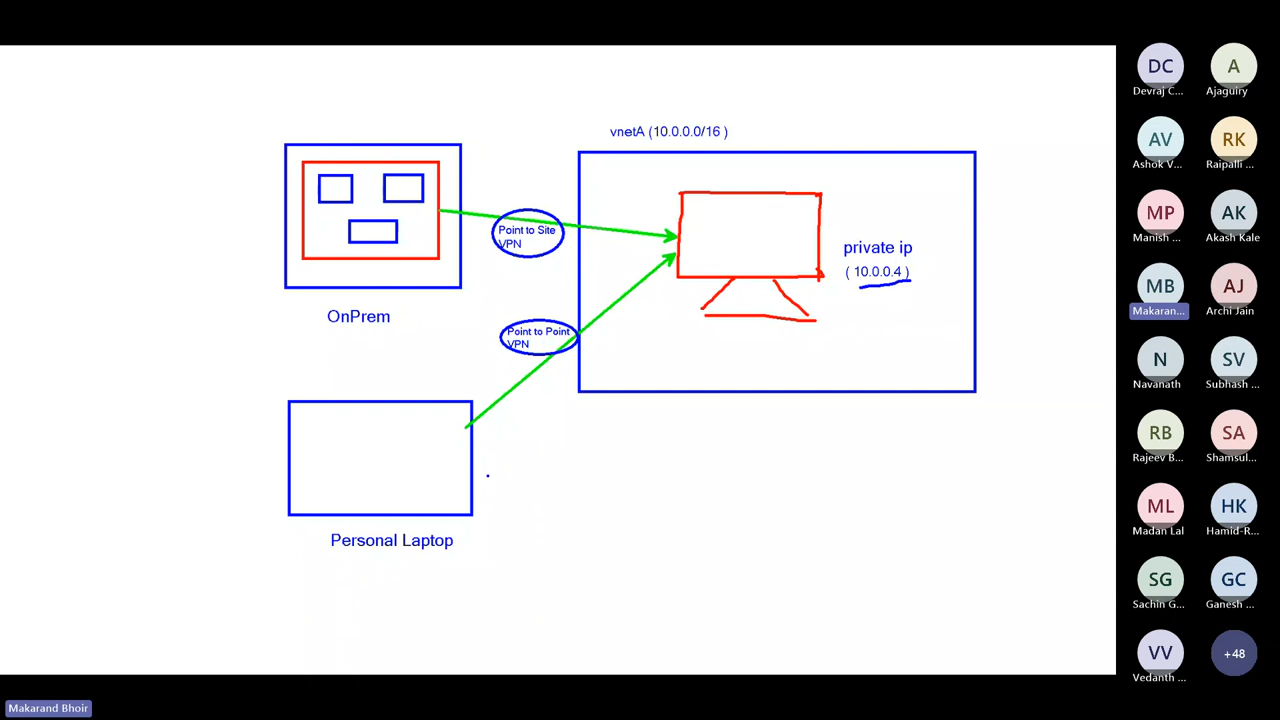 vnetA (10.0.0.0/16 )
Point to Site
VPN
private ip
( 10.0.0.4 )
OnPrem
Point to Point
VPN
Personal Laptop
DC
Devraj C...
A
Ajaguiry
AV
Ashok V...
RK
Raipalli ...
MP
Manish ...
AK
Akash Kale
MB
Makaran...
AJ
Archi Jain
N
Navanath
SV
Subhash ...
RB
Rajeev B...
SA
Shamsul...
ML
Madan Lal
HK
Hamid-R...
SG
Sachin G...
GC
Ganesh ...
VV
Vedanth ...
+48
Makarand Bhoir